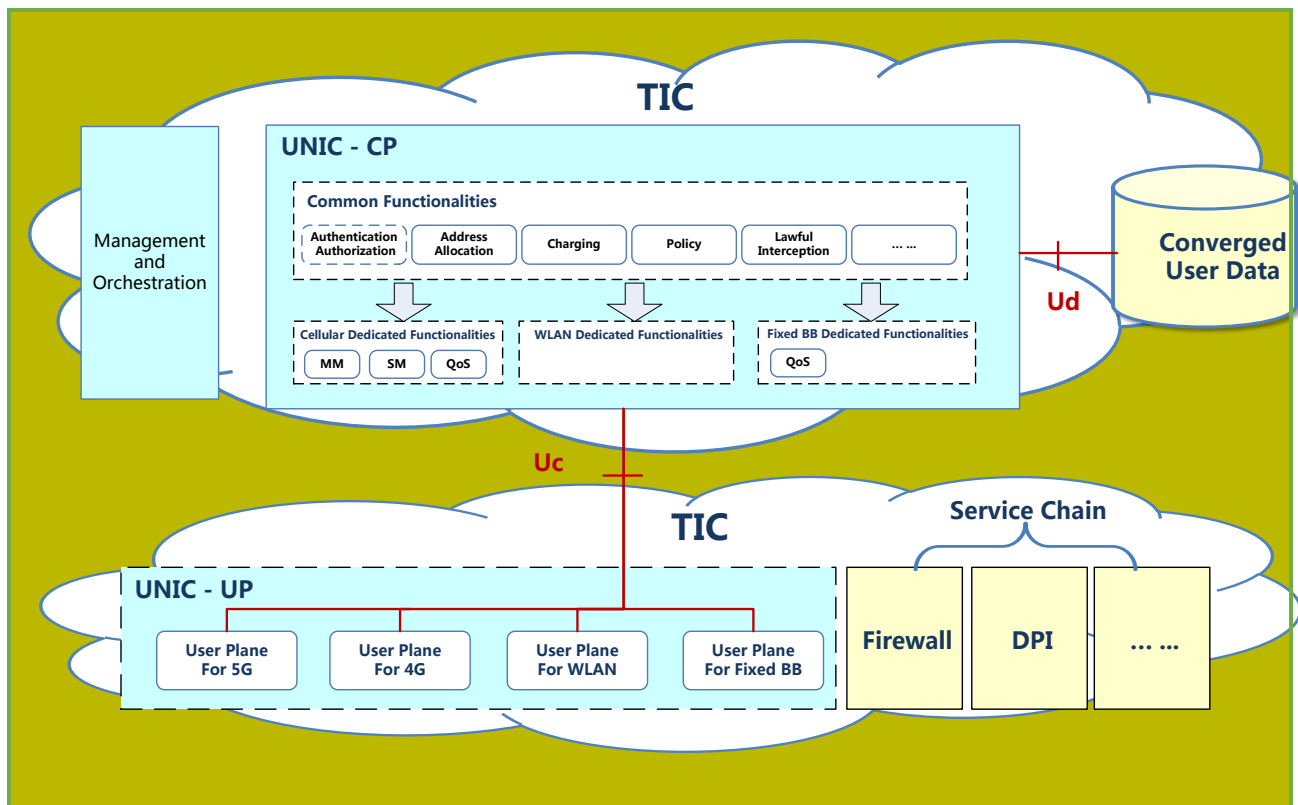 TIC
UNIC - CP
Management
and
Orchestration
Common Functionalities
Authentication
Authorization
Address
Allocation
Charging
Policy
Lawful
Interception
... ...
Converged
User Data
Ud
Cellular Dedicated Functionalities
MM
SM
QoS
WLAN Dedicated Functionalities
Fixed BB Dedicated Functionalities
QoS
Uc
TIC
Service Chain
UNIC - UP
User Plane
For 5G
User Plane
For 4G
User Plane
For WLAN
User Plane
For Fixed BB
Firewall
DPI
... ...